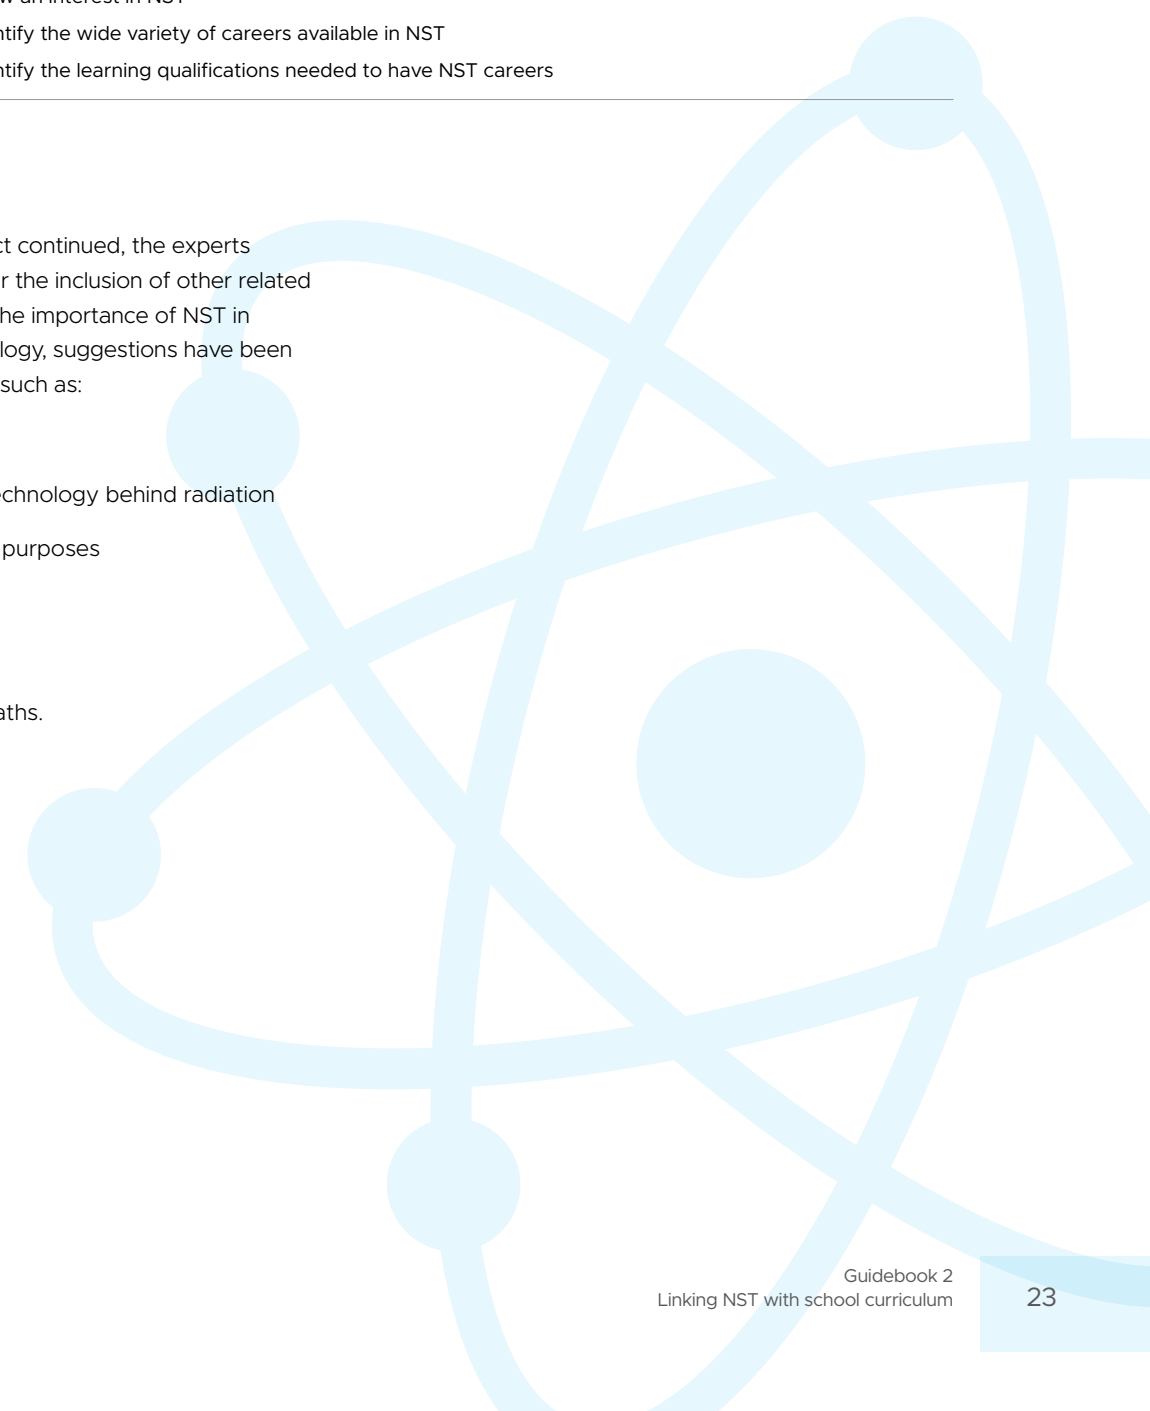 an interest in NST
ntify the wide variety of careers available in NST
ntify the learning qualifications needed to have NST careers
ct continued, the experts
r the inclusion of other related
he importance of NST in
logy, suggestions have been
such as:
echnology behind radiation
purposes
aths.
Guidebook 2
Linking NST with school curriculum
23